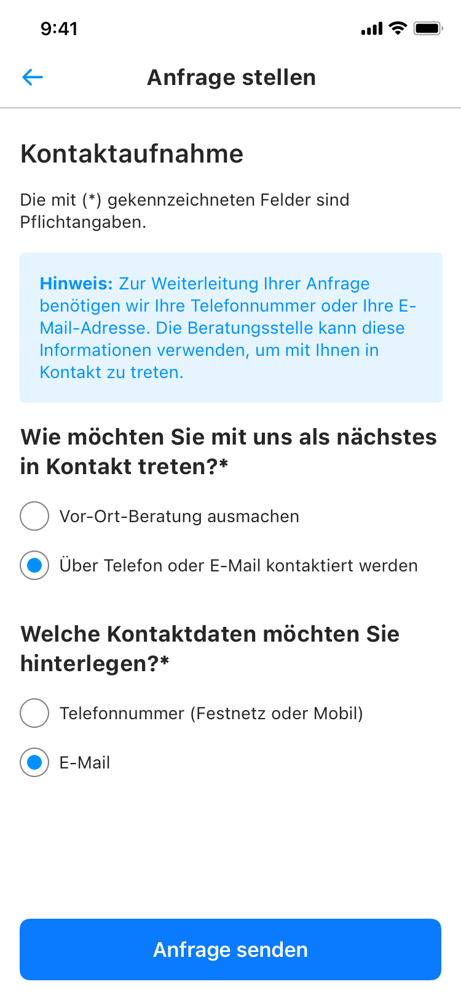 9:41
Anfrage stellen
Kontaktaufnahme
Die mit (*) gekennzeichneten Felder sind
Pflichtangaben.
Hinweis: Zur Weiterleitung Ihrer Anfrage
benötigen wir Ihre Telefonnummer oder Ihre E-
Mail-Adresse. Die Beratungsstelle kann diese
Informationen verwenden, um mit Ihnen in
Kontakt zu treten.
Wie möchten Sie mit uns als nächstes
in Kontakt treten?*
Vor-Ort-Beratung ausmachen
Über Telefon oder E-Mail kontaktiert werden
Welche Kontaktdaten möchten Sie
hinterlegen?*
Telefonnummer (Festnetz oder Mobil)
E-Mail
Anfrage senden